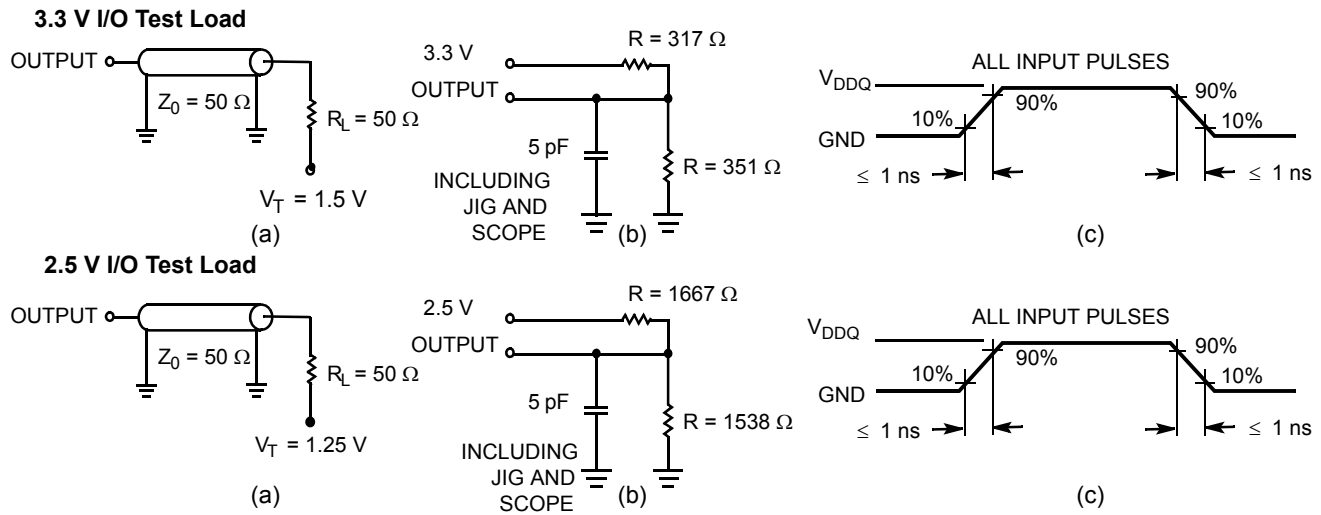 3.3 V I/O Test Load
OUTPUT
Z0 = 50 Ω
RL = 50 Ω
VT = 1.5 V
(a)
3.3 V
OUTPUT
R = 317 Ω
5 pF
INCLUDING
JIG AND
SCOPE
R = 351 Ω
(b)
ALL INPUT PULSES
VDDQ
GND
10%
90%
90%
10%
≤ 1 ns
≤ 1 ns
(c)
2.5 V I/O Test Load
OUTPUT
Z0 = 50 Ω
RL = 50 Ω
VT = 1.25 V
(a)
2.5 V
OUTPUT
R = 1667 Ω
5 pF
INCLUDING
JIG AND
SCOPE
R = 1538 Ω
(b)
ALL INPUT PULSES
VDDQ
GND
10%
90%
90%
10%
≤ 1 ns
≤ 1 ns
(c)